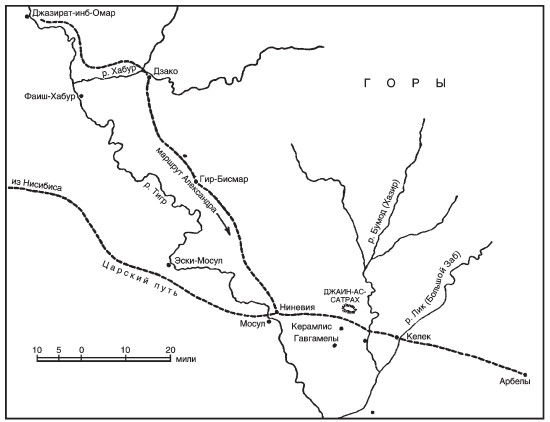 Джазират-инб-Омар
р. Хабур
Дзако
ГОРЫ
Фаиш-Хабур
маршрут Александра
Гир-Бисмар
из Нисибиса
р. Тигр
р. Бумод (Хазир)
Эски-Мосул
Царский путь
р. Лик (Большой Заб)
ДЖАИН-АС-
САТРАХ
Ниневия
Мосул
Керамлис
Гавгамелы
Келек
Арбелы
10 5 0 10 20
мили